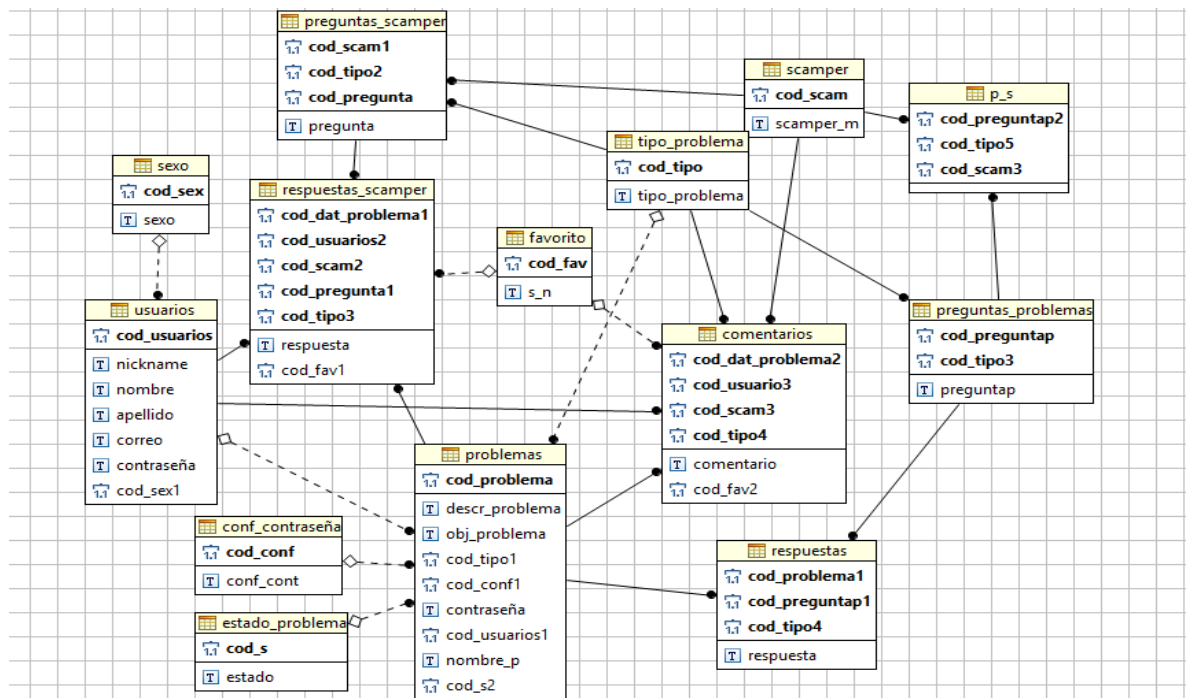 preguntas_scamper
cod_scam1
cod_tipo2
cod_pregunta
pregunta
scamper
cod_scam
scamper_m
p_s
cod_preguntap2
cod_tipo5
cod_scam3
tipo_problema
cod_tipo
tipo_problema
sexo
cod_sex
sexo
respuestas_scamper
cod_dat_problema1
cod_usuarios2
cod_scam2
cod_pregunta1
cod_tipo3
respuesta
cod_fav1
favorito
cod_fav
s_n
usuarios
cod_usuarios
nickname
nombre
apellido
correo
contraseña
cod_sex1
comentarios
cod_dat_problema2
cod_usuario3
cod_scam3
cod_tipo4
comentario
cod_fav2
preguntas_problemas
cod_preguntap
cod_tipo3
preguntap
problemas
cod_problema
descr_problema
obj_problema
cod_tipo1
cod_conf1
contraseña
cod_usuarios1
nombre_p
cod_s2
conf_contraseña
cod_conf
conf_cont
estado_problema
cod_s
estado
respuestas
cod_problema1
cod_preguntap1
cod_tipo4
respuesta